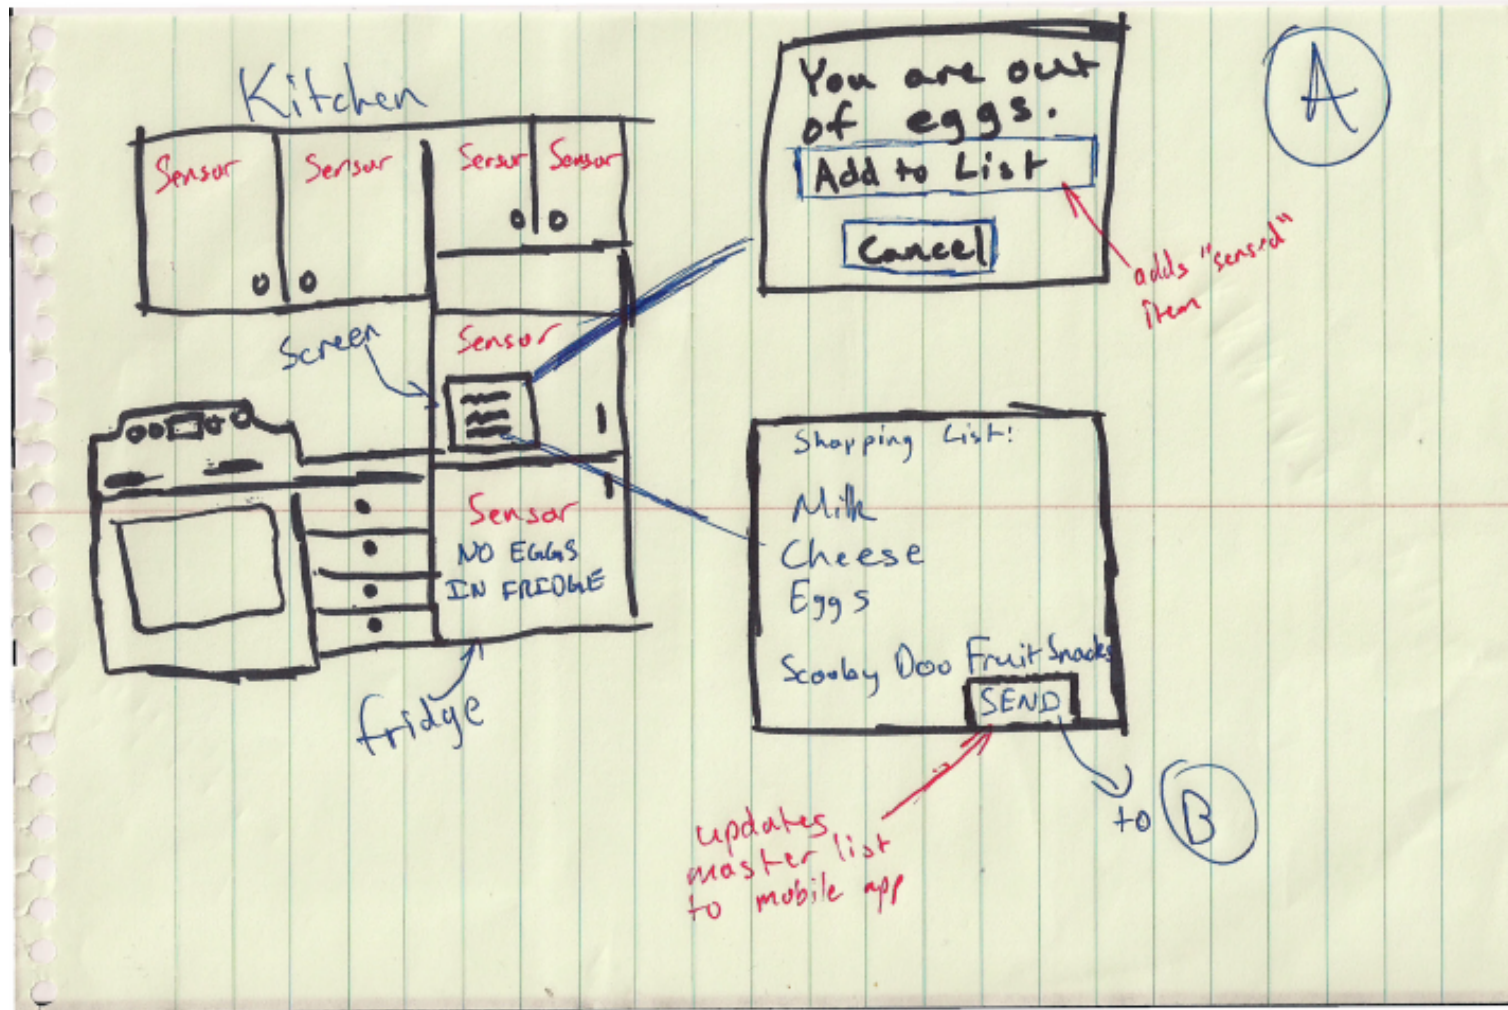 Kitchen
Sensor
Sensor
Sensor
Sensor
Screen
Sensor
Sensor
NO EGGS
IN FRIDGE
fridge
You are out
of eggs.
Add to List
Cancel
adds "sensed"
item
A
Shopping List:
Milk
Cheese
Eggs
Scooby Doo Fruit Snacks
SEND
updates
master list
to mobile app
to B